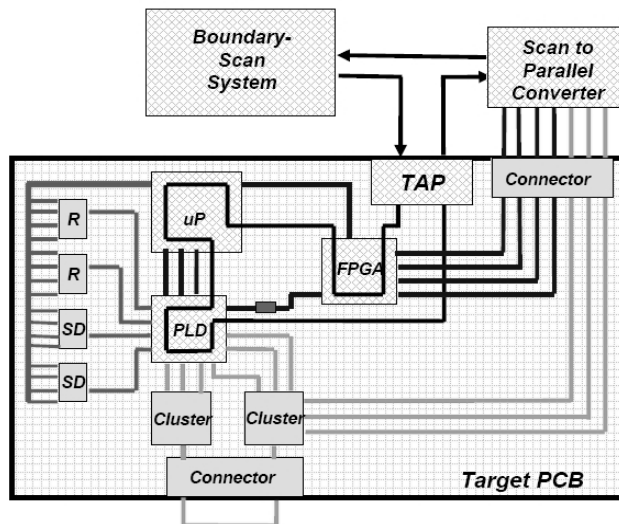 Boundary-
Scan
System
Scan to
Parallel
Converter
TAP
Connector
uP
R
FPGA
R
PLD
SD
SD
Cluster
Cluster
Connector
Target PCB